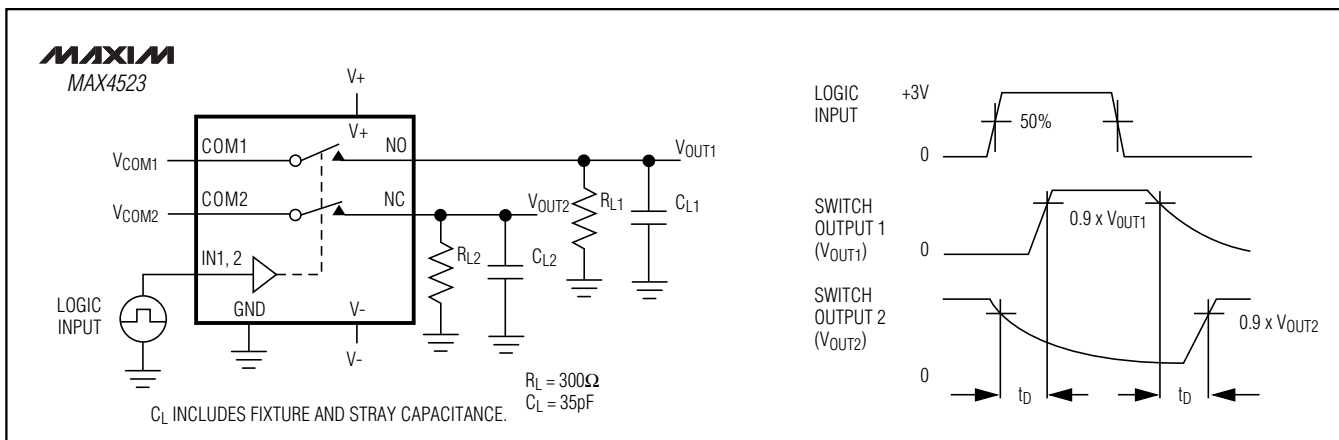 MAXIM
MAX4523
V+
V+
COM1
NO
VCOM1
VOUT1
COM2
NC
VCOM2
VOUT2
RL1
CL1
RL2
CL2
IN1, 2
LOGIC
INPUT
GND
V-
V-
RL = 300Ω
CL = 35pF
CL INCLUDES FIXTURE AND STRAY CAPACITANCE.
LOGIC
INPUT
+3V
50%
0
SWITCH
OUTPUT 1
(VOUT1)
0.9 x VOUT1
0
SWITCH
OUTPUT 2
(VOUT2)
0.9 x VOUT2
0
tD
tD